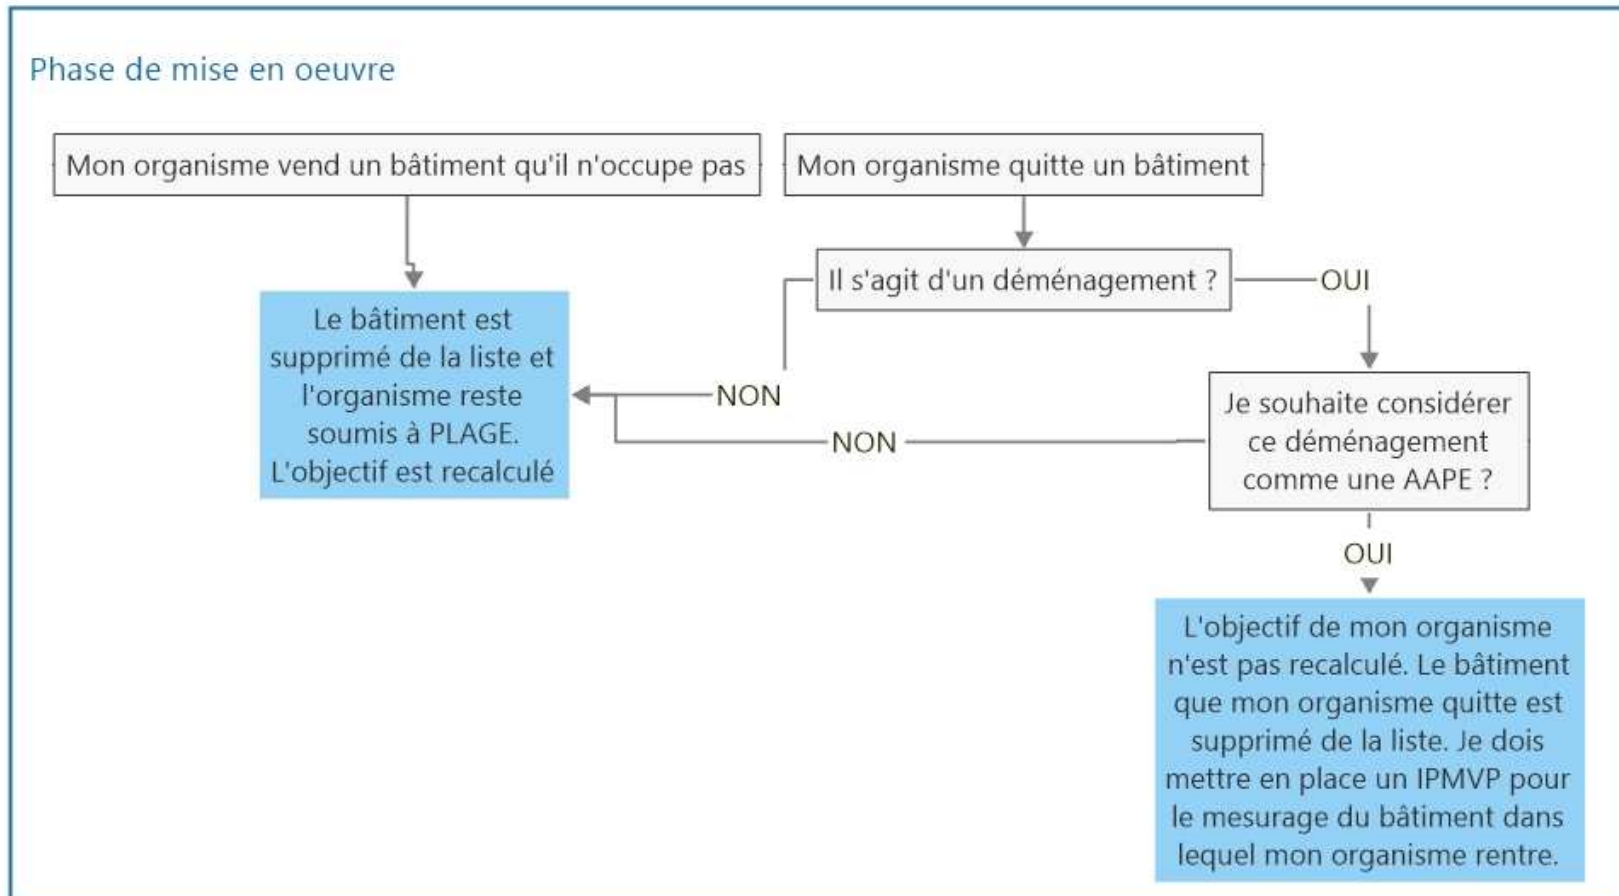 Phase de mise en oeuvre
Mon organisme vend un bâtiment qu'il n'occupe pas
Mon organisme quitte un bâtiment
Il s'agit d'un déménagement ?
OUI
Le bâtiment est
supprimé de la liste et
l'organisme reste
soumis à PLAGE.
L'objectif est recalculé
NON
NON
Je souhaite considérer
ce déménagement
comme une AAPE ?
OUI
L'objectif de mon organisme
n'est pas recalculé. Le bâtiment
que mon organisme quitte est
supprimé de la liste. Je dois
mettre en place un IPMVP pour
le mesurage du bâtiment dans
lequel mon organisme rentre.